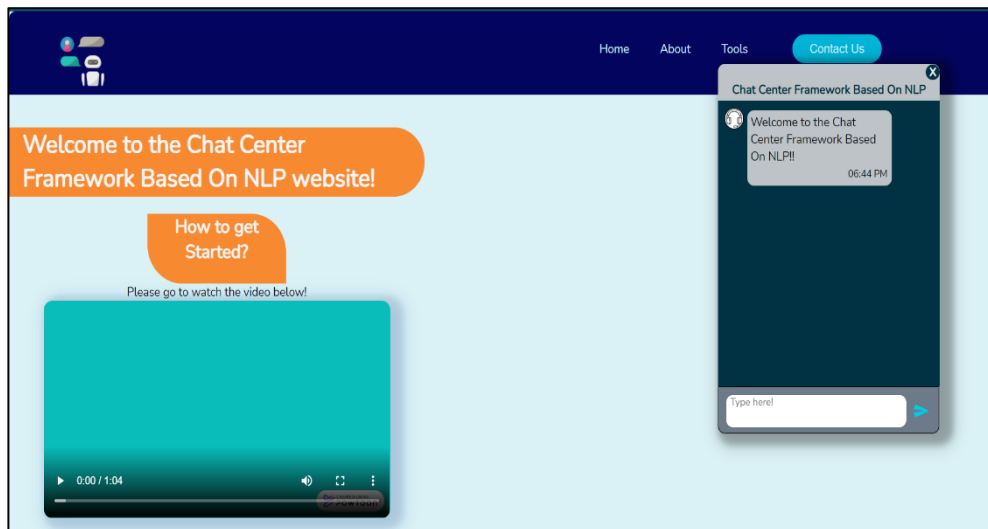 Home About Tools Contact Us
Welcome to the Chat Center
Framework Based On NLP website!
How to get
Started?
Please go to watch the video below!
0:00 / 1:04
POWTOON
X
Chat Center Framework Based On NLP
Welcome to the Chat
Center Framework Based
On NLP!!
06:44 PM
Type here!